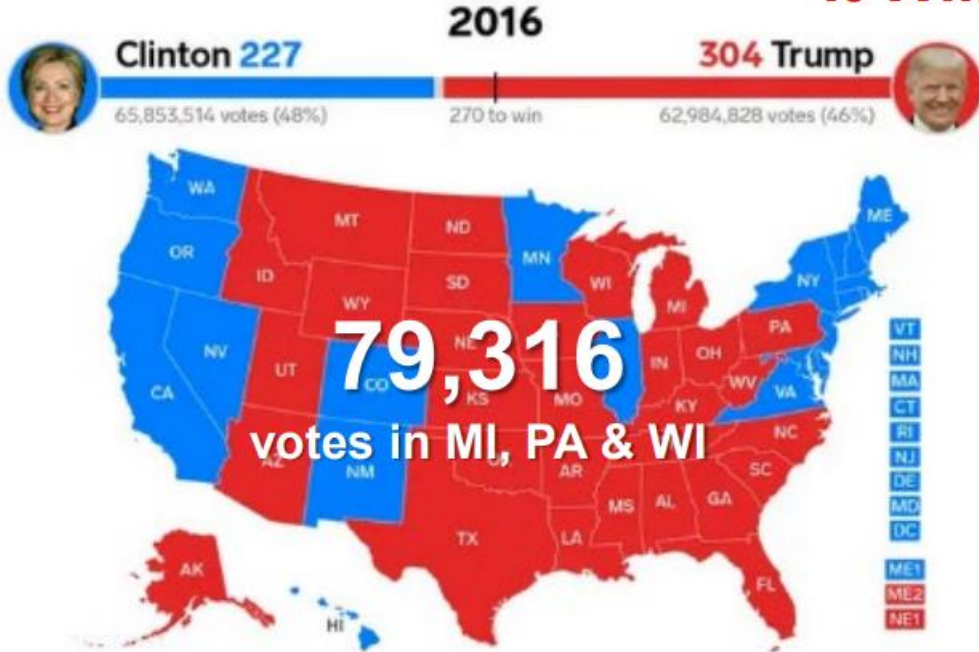 2016
Clinton 227
304 Trump
65,853,514 votes (48%)
270 to win
62,984,828 votes (46%)
WA
ME
MT
ND
OR
MN
NY
ID
SD
WI
WY
MI
PA
NE
79,316
NV
UT
CO
IN
OH
WV
VA
CA
KS
MO
KY
votes in MI, PA & WI
NC
AZ
NM
AR
SC
MS
AL
GA
TX
LA
FL
AK
HI
VT
NH
MA
CT
RI
NJ
DE
MD
DC
ME1
ME2
NE1